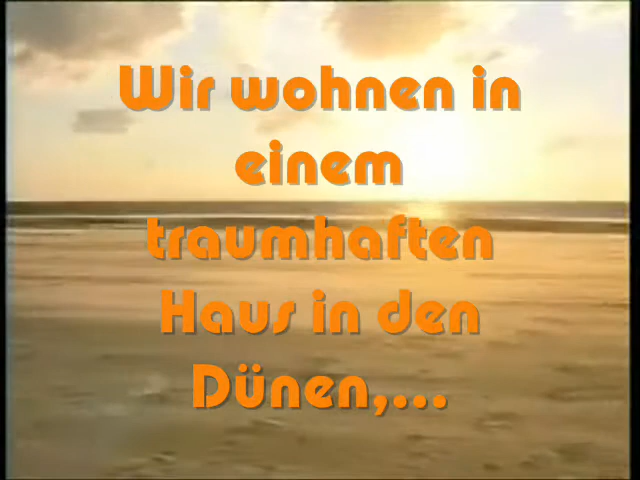 Wir wohnen in
einem
traumhaften
Haus in den
Dünen,...